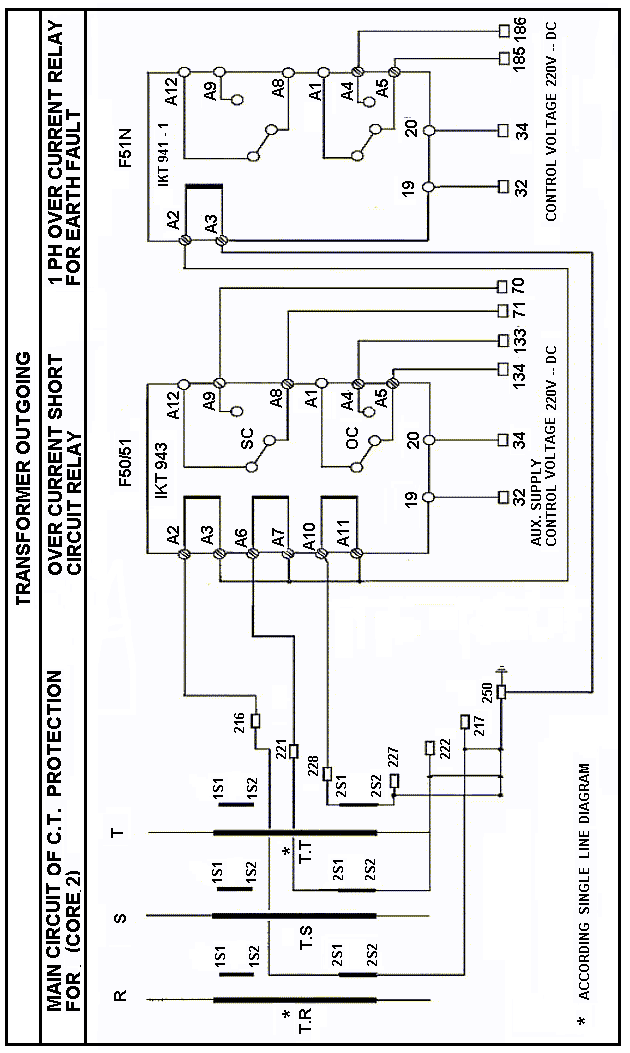 TRANSFORMER OUTGOING
MAIN CIRCUIT OF C.T. PROTECTION
FOR. (CORE 2)
OVER CURRENT SHORT
CIRCUIT RELAY
1 PH OVER CURRENT RELAY
FOR EARTH FAULT
R
S
T
T.R
*
T.S
T.T
*
1S1
1S2
2S1
2S2
1S1
1S2
2S1
2S2
1S1
1S2
2S1
2S2
216
221
228
227
222
217
250
F50/51
IKT 943
A2
A3
A6
A7
A10
A11
A12
A9
A8
A1
A4
A5
SC
OC
19
20
32
34
134
133
71
70
AUX. SUPPLY
CONTROL VOLTAGE 220V -- DC
F51N
IKT 941 - 1
A2
A3
A12
A9
A8
A1
A4
A5
19
20
32
34
185
186
CONTROL VOLTAGE 220V -- DC
* ACCORDING SINGLE LINE DIAGRAM